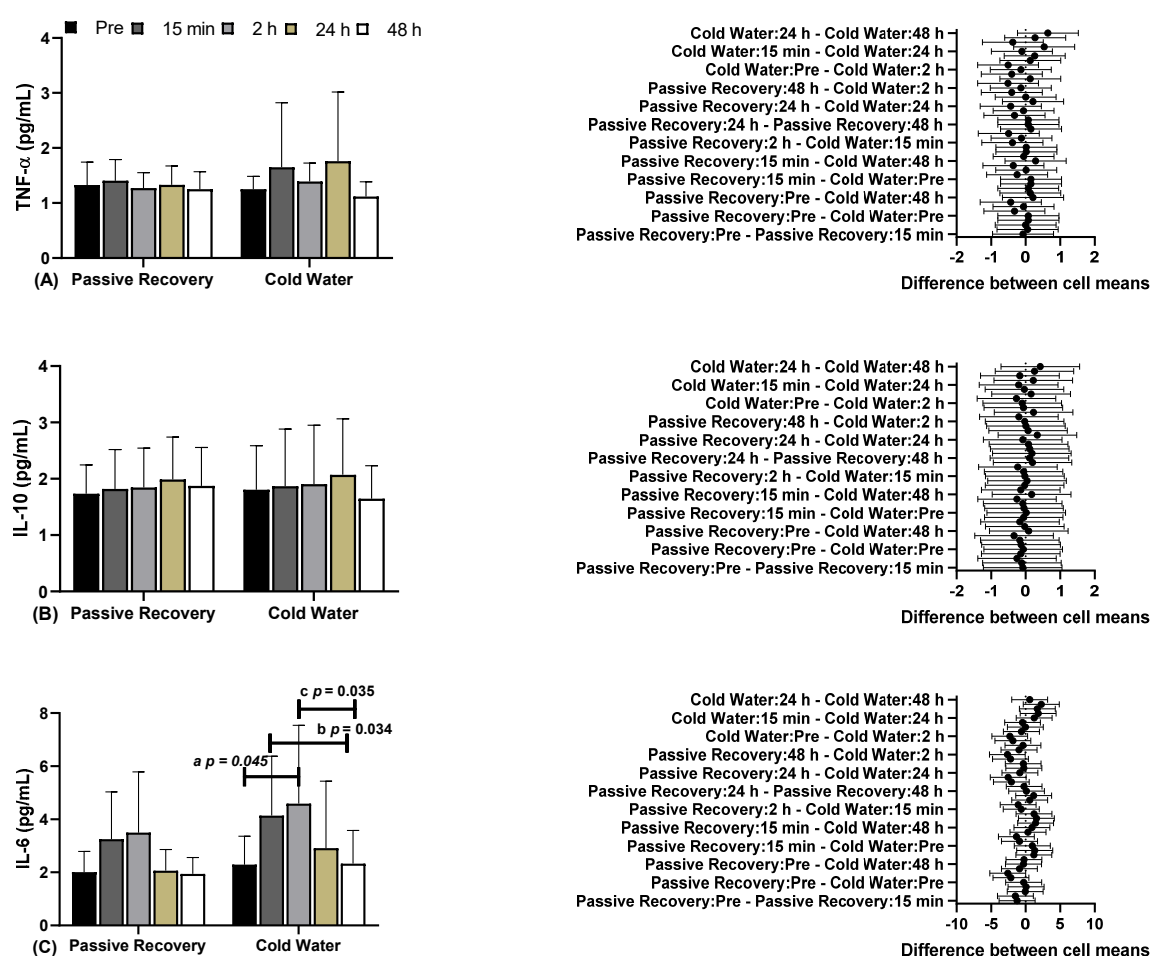 Pre 15 min 2 h 24 h 48 h
4
3
2
1
0
TNF-α (pg/mL)
Passive Recovery Cold Water
(A)
Cold Water:24 h - Cold Water:48 h
Cold Water:15 min - Cold Water:24 h
Cold Water:Pre - Cold Water:2 h
Passive Recovery:48 h - Cold Water:2 h
Passive Recovery:24 h - Cold Water:24 h
Passive Recovery:24 h - Passive Recovery:48 h
Passive Recovery:2 h - Cold Water:15 min
Passive Recovery:15 min - Cold Water:48 h
Passive Recovery:15 min - Cold Water:Pre
Passive Recovery:Pre - Cold Water:48 h
Passive Recovery:Pre - Cold Water:Pre
Passive Recovery:Pre - Passive Recovery:15 min
-2 -1 0 1 2
Difference between cell means
4
3
2
1
0
IL-10 (pg/mL)
Passive Recovery Cold Water
(B)
Cold Water:24 h - Cold Water:48 h
Cold Water:15 min - Cold Water:24 h
Cold Water:Pre - Cold Water:2 h
Passive Recovery:48 h - Cold Water:2 h
Passive Recovery:24 h - Cold Water:24 h
Passive Recovery:24 h - Passive Recovery:48 h
Passive Recovery:2 h - Cold Water:15 min
Passive Recovery:15 min - Cold Water:48 h
Passive Recovery:15 min - Cold Water:Pre
Passive Recovery:Pre - Cold Water:48 h
Passive Recovery:Pre - Cold Water:Pre
Passive Recovery:Pre - Passive Recovery:15 min
-2 -1 0 1 2
Difference between cell means
c p = 0.035
b p = 0.034
a p = 0.045
8
6
4
2
0
IL-6 (pg/mL)
Passive Recovery Cold Water
(C)
Cold Water:24 h - Cold Water:48 h
Cold Water:15 min - Cold Water:24 h
Cold Water:Pre - Cold Water:2 h
Passive Recovery:48 h - Cold Water:2 h
Passive Recovery:24 h - Cold Water:24 h
Passive Recovery:24 h - Passive Recovery:48 h
Passive Recovery:2 h - Cold Water:15 min
Passive Recovery:15 min - Cold Water:48 h
Passive Recovery:15 min - Cold Water:Pre
Passive Recovery:Pre - Cold Water:48 h
Passive Recovery:Pre - Cold Water:Pre
Passive Recovery:Pre - Passive Recovery:15 min
-10 -5 0 5 10
Difference between cell means